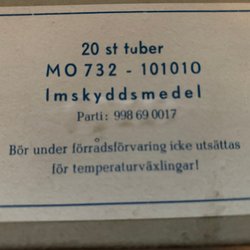 20 st tuber
MO 732 - 101010
Imskyddsmedel
Parti: 998 69 0017
Bör under förrådsförvaring icke utsättas
för temperaturväxlingar!